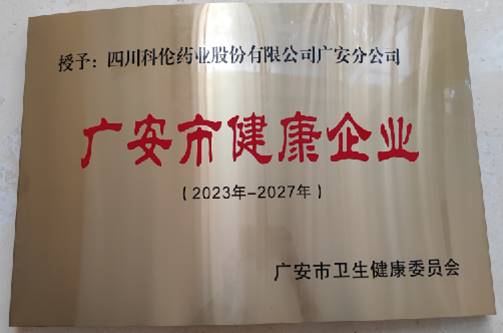 授予：四川科伦药业股份有限公司广安分公司
广安市健康企业
（2023年-2027年）
广安市卫生健康委员会